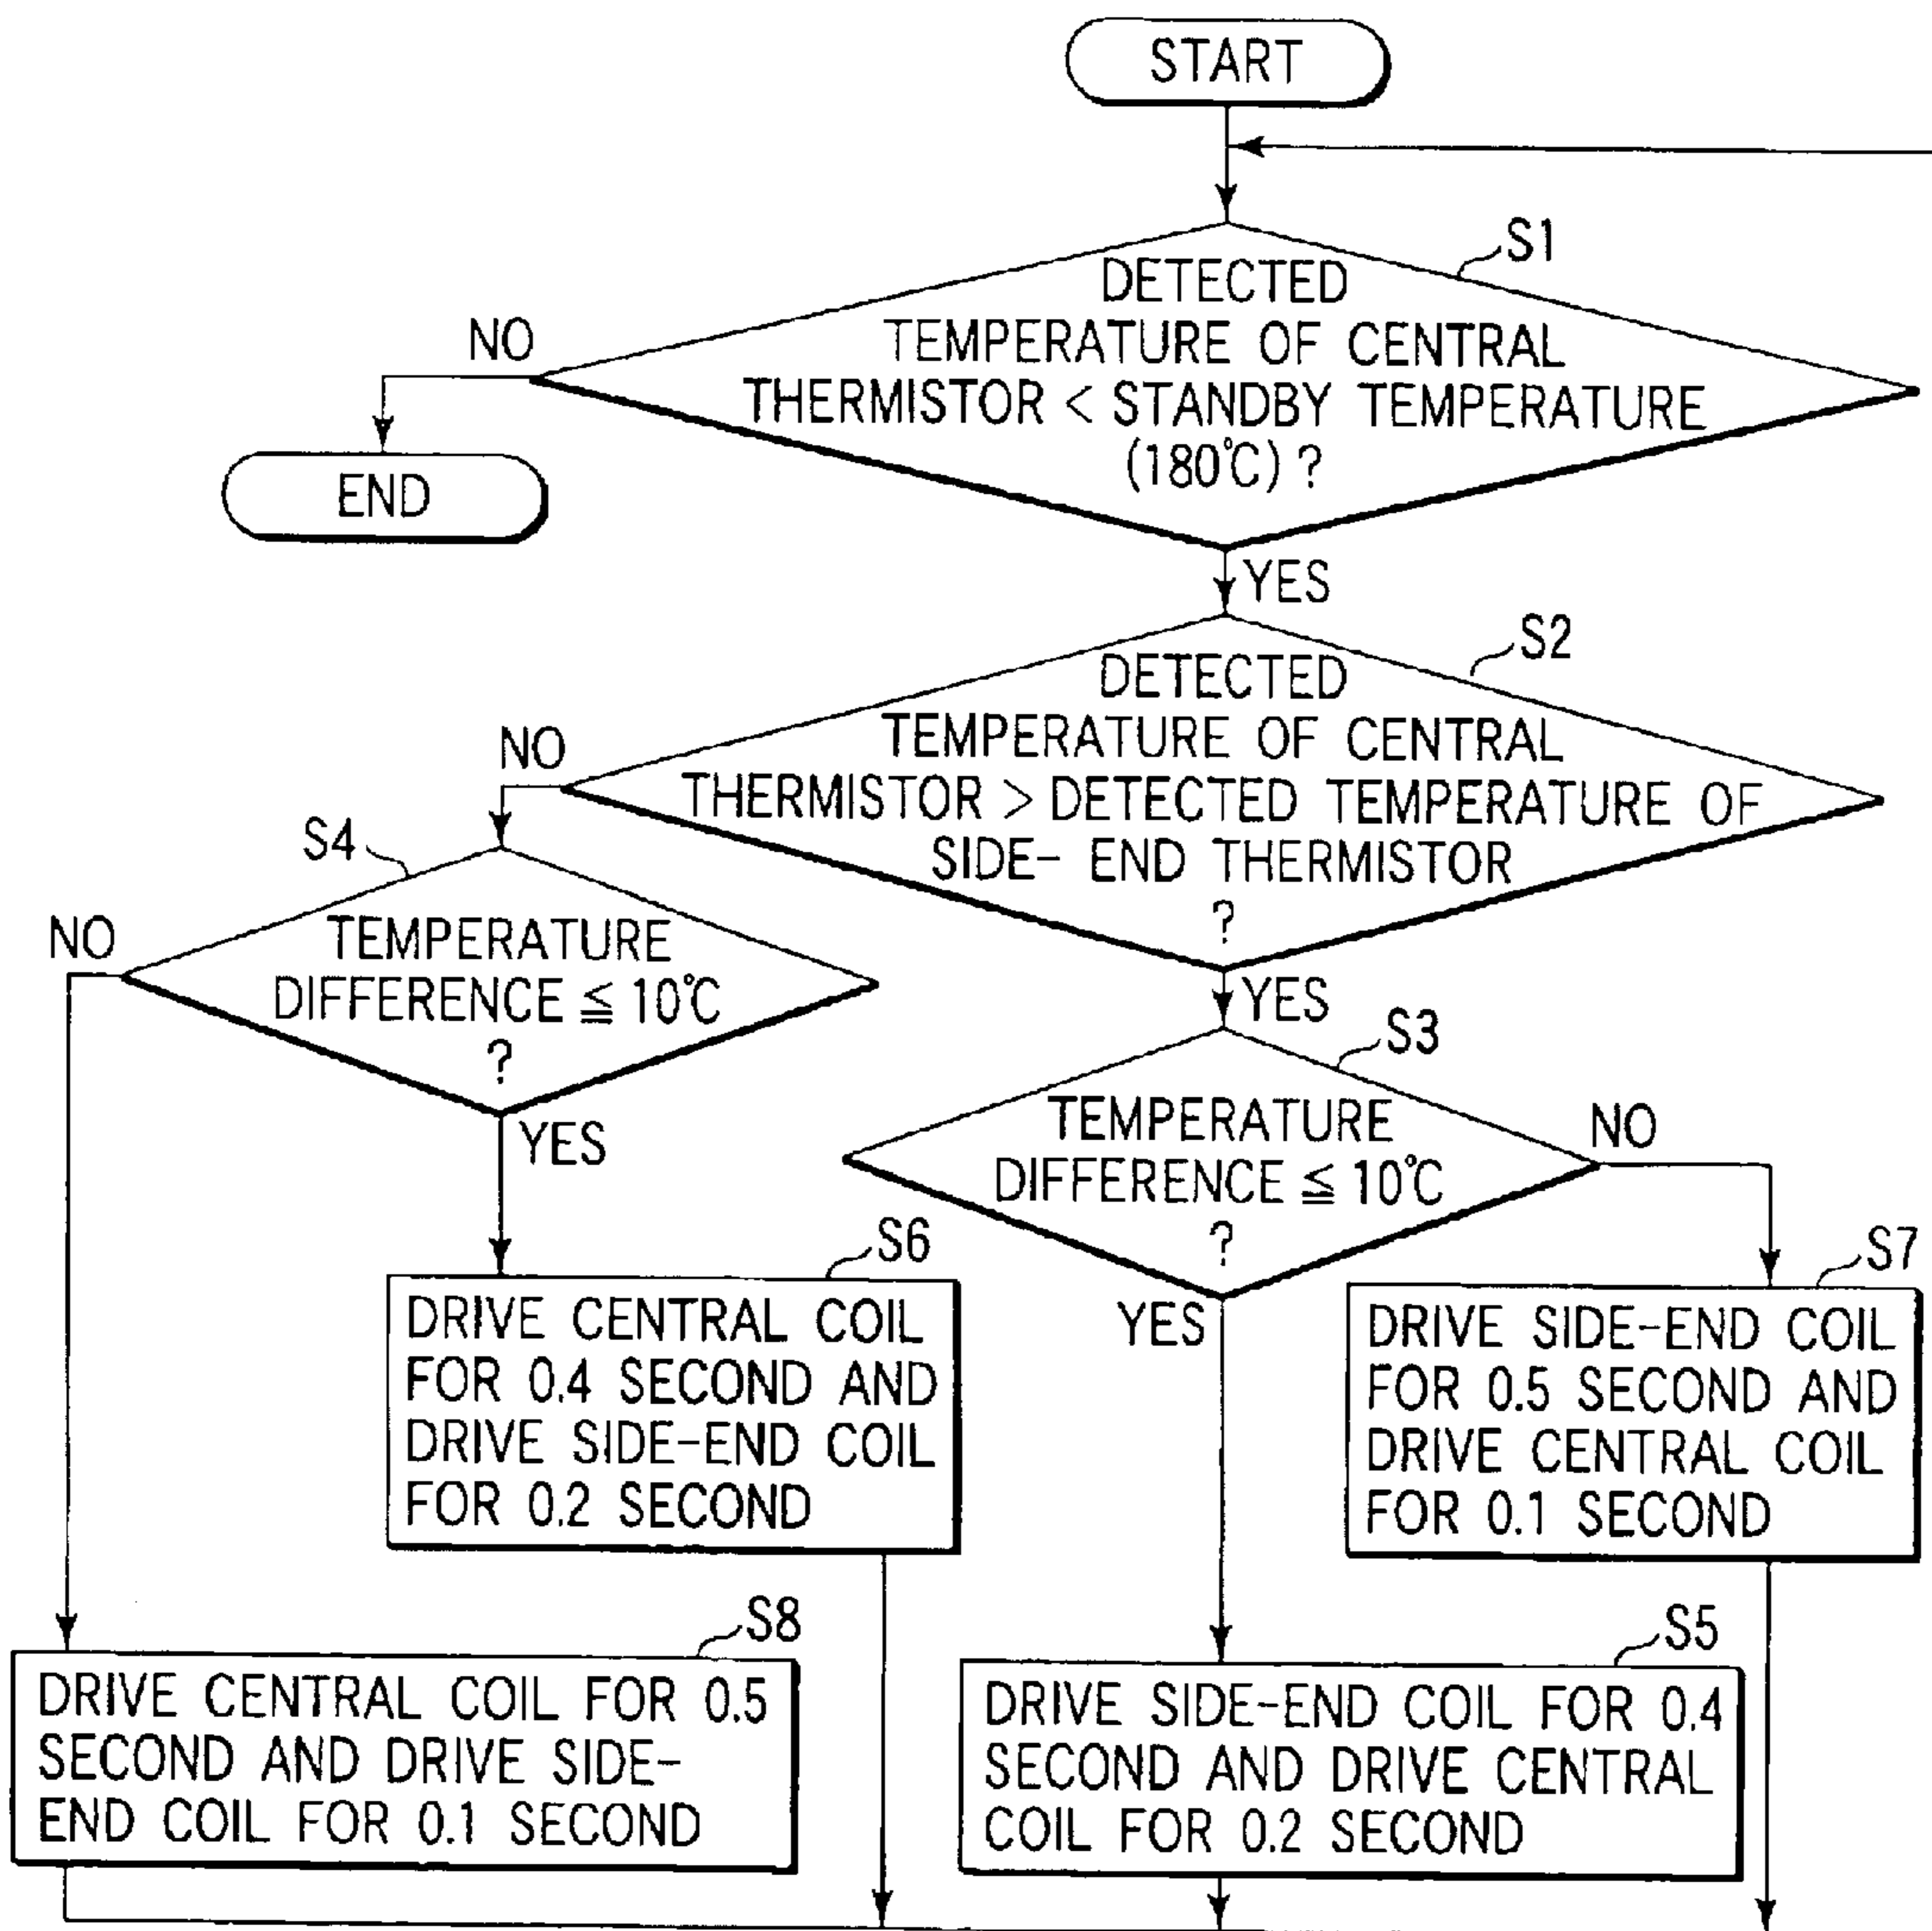 START
S1
DETECTED
TEMPERATURE OF CENTRAL
THERMISTOR < STANDBY TEMPERATURE
(180℃) ?
NO
END
YES
S2
DETECTED
TEMPERATURE OF CENTRAL
THERMISTOR > DETECTED TEMPERATURE OF
SIDE- END THERMISTOR
?
NO
YES
S4
TEMPERATURE
DIFFERENCE ≦ 10℃
?
NO
YES
S3
TEMPERATURE
DIFFERENCE ≦ 10℃
?
NO
YES
S6
DRIVE CENTRAL COIL
FOR 0.4 SECOND AND
DRIVE SIDE-END COIL
FOR 0.2 SECOND
S7
DRIVE SIDE-END COIL
FOR 0.5 SECOND AND
DRIVE CENTRAL COIL
FOR 0.1 SECOND
S8
DRIVE CENTRAL COIL FOR 0.5
SECOND AND DRIVE SIDE-
END COIL FOR 0.1 SECOND
S5
DRIVE SIDE-END COIL FOR 0.4
SECOND AND DRIVE CENTRAL
COIL FOR 0.2 SECOND